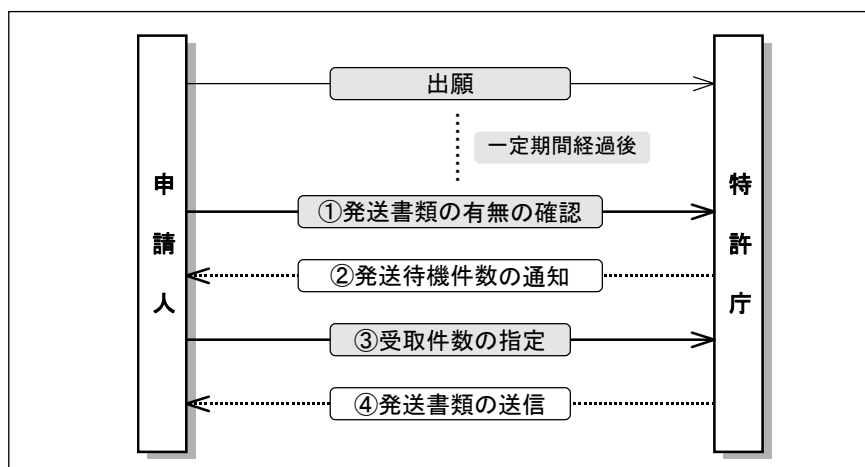 出願
一定期間経過後
申請人
特許庁
①発送書類の有無の確認
②発送待機件数の通知
③受取件数の指定
④発送書類の送信